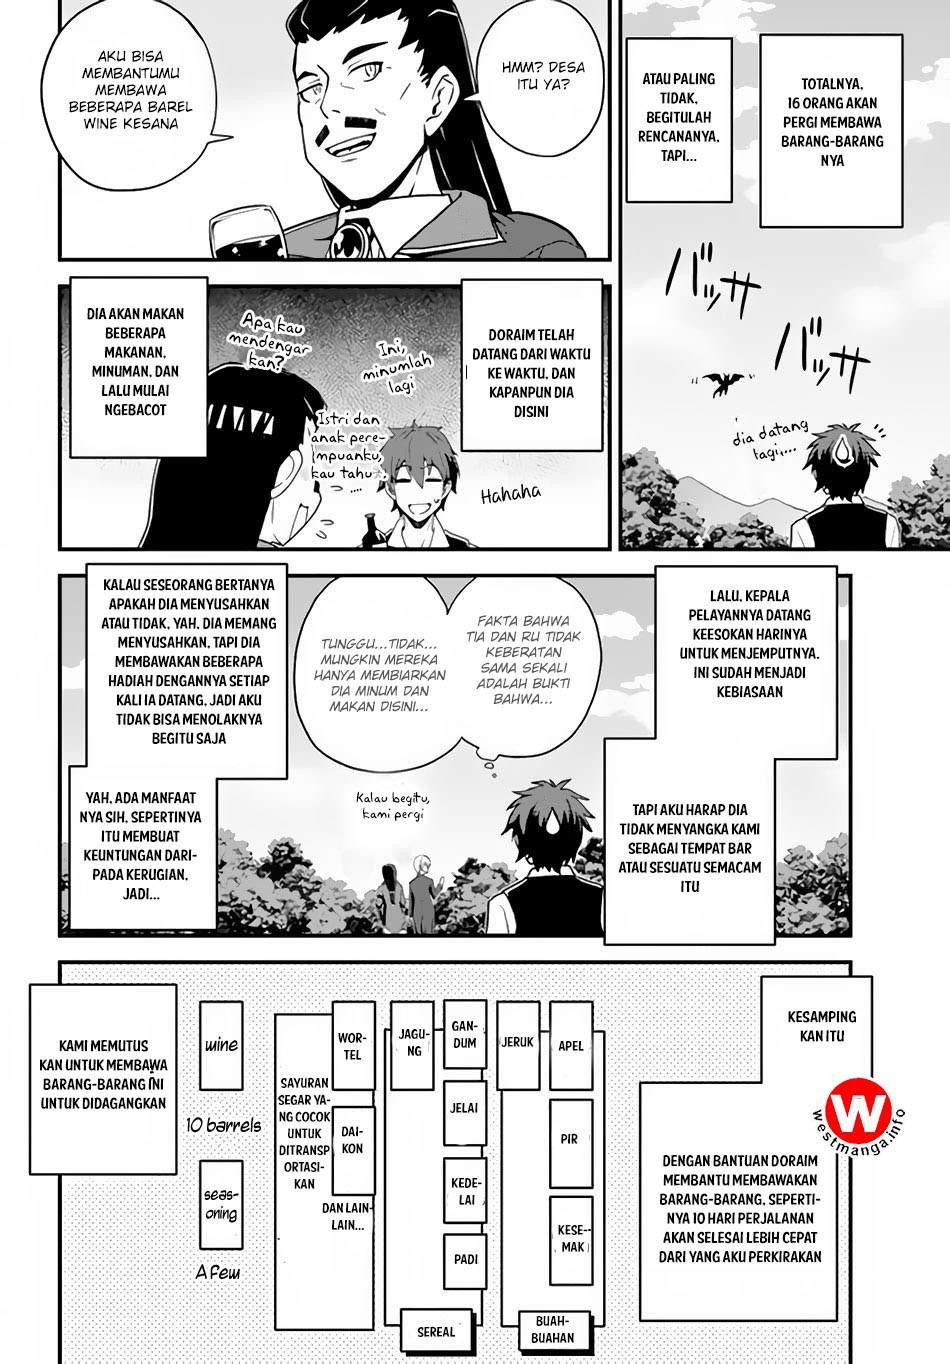 TOTALNYA,
16 ORANG AKAN
PERGI MEMBAWA
BARANG-BARANG
NYA
ATAU PALING
TIDAK,
BEGITULAH
RENCANANYA,
TAPI...
バサッ
バサッ
dia datang
lagi,...
HMM? DESA
ITU YA?
AKU BISA
MEMBANTUMU
MEMBAWA
BEBERAPA BAREL
WINE KESANA
DORAIM TELAH
DATANG DARI WAKTU
KE WAKTU, DAN
KAPANPUN DIA
DISINI
DIA AKAN MAKAN
BEBERAPA
MAKANAN,
MINUMAN, DAN
LALU MULAI
NGEBACOT
Ini,
minumlah
lagi
Apa kau
mendengar
kan?
Istri dan
anak pere-
mpuanku,
kau tahu
....
Hahaha
LALU, KEPALA
PELAYANNYA DATANG
KEESOKAN HARINYA
UNTUK MENJEMPUTNYA.
INI SUDAH MENJADI
KEBIASAAN
TAPI AKU HARAP DIA
TIDAK MENYANGKA KAMI
SEBAGAI TEMPAT BAR
ATAU SESUATU SEMACAM
ITU
FAKTA BAHWA
TIA DAN RU TIDAK
KEBERATAN
SAMA SEKALI
ADALAH BUKTI
BAHWA...
TUNGGU...TIDAK...
MUNGKIN MEREKA
HANYA MEMBIARKAN
DIA MINUM DAN
MAKAN DISINI...
Kalau begitu,
kami pergi
KALAU SESEORANG BERTANYA
APAKAH DIA MENYUSAHKAN
ATAU TIDAK, YAH, DIA MEMANG
MENYUSAHKAN, TAPI DIA
MEMBAWAKAN BEBERAPA
HADIAH DENGANNYA SETIAP
KALI IA DATANG, JADI AKU
TIDAK BISA MENOLAKNYA
BEGITU SAJA
YAH, ADA MANFAAT
NYA SIH, SEPERTINYA
ITU MEMBUAT
KEUNTUNGAN DARI-
PADA KERUGIAN,
JADI...
KESAMPING
KAN ITU
DENGAN BANTUAN DORAIM
MEMBANTU MEMBAWAKAN
BARANG-BARANG, SEPERTI-
NYA 10 HARI PERJALANAN
AKAN SELESAI LEBIH CEPAT
DARI YANG AKU PERKIRAKAN
W
westmanga.info
APEL
JERUK
PIR
KESE-
MAK
BUAH-
BUAHAN
GAN-
DUM
JAGU-
NG
JELAI
KEDE-
LAI
PADI
SEREAL
WOR-
TEL
DAI-
KON
DAN LAIN-
LAIN...
SAYURAN
SEGAR YA-
NG COCOK
UNTUK
DITRANSP
ORTASI-
KAN
wine
10 barrels
seas-
oning
A few
KAMI MEMUTUS
KAN UNTUK MEMBAWA
BARANG-BARANG INI
UNTUK DIDAGANGKAN